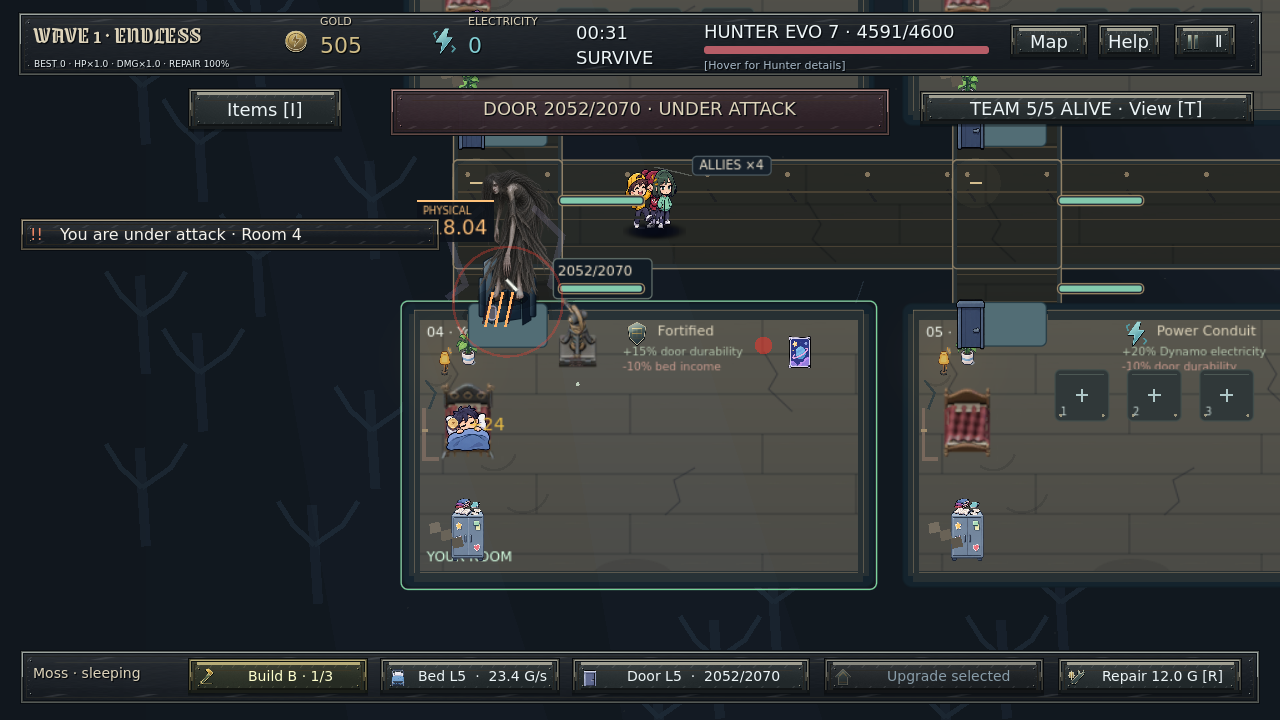 WAVE 1 · ENDLESS
BEST 0 · HP×1.0 · DMG×1.0 · REPAIR 100%
GOLD
505
ELECTRICITY
0
00:31
SURVIVE
HUNTER EVO 7 · 4591/4600
[Hover for Hunter details]
Map
Help
Items [I]
DOOR 2052/2070 · UNDER ATTACK
TEAM 5/5 ALIVE · View [T]
ALLIES ×4
PHYSICAL
8.04
!! You are under attack · Room 4
2052/2070
04 ·
Fortified
+15% door durability
-10% bed income
24
YOUR ROOM
05 ·
Power Conduit
+20% Dynamo electricity
-10% door durability
+
1
+
2
+
3
Moss · sleeping
Build B · 1/3
Bed L5 · 23.4 G/s
Door L5 · 2052/2070
Upgrade selected
Repair 12.0 G [R]